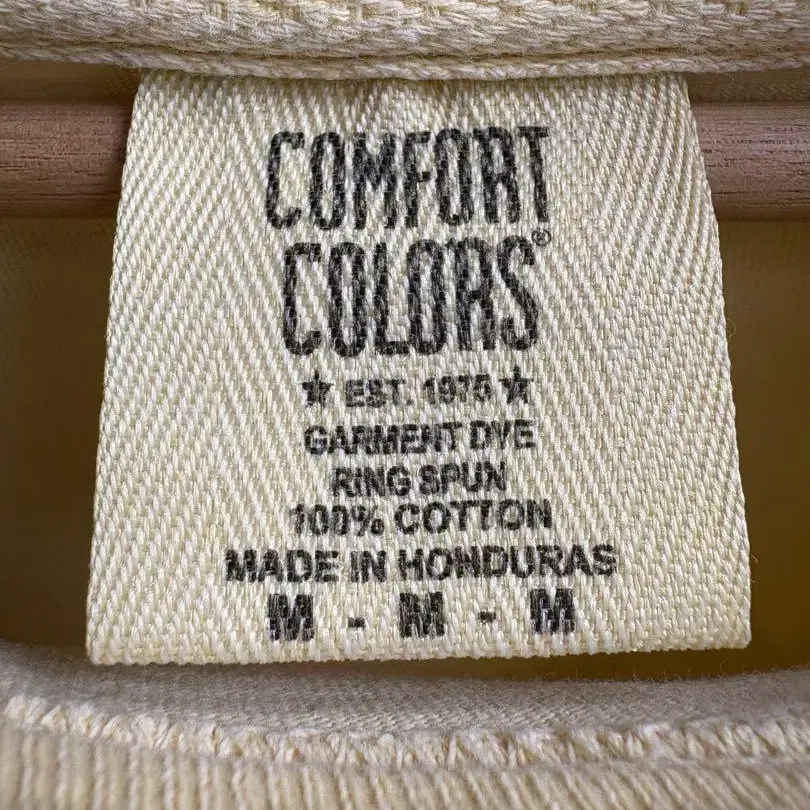 COMFORT
COLORS®
★ EST. 1975 ★
GARMENT DYE
RING SPUN
100% COTTON
MADE IN HONDURAS
M - M - M